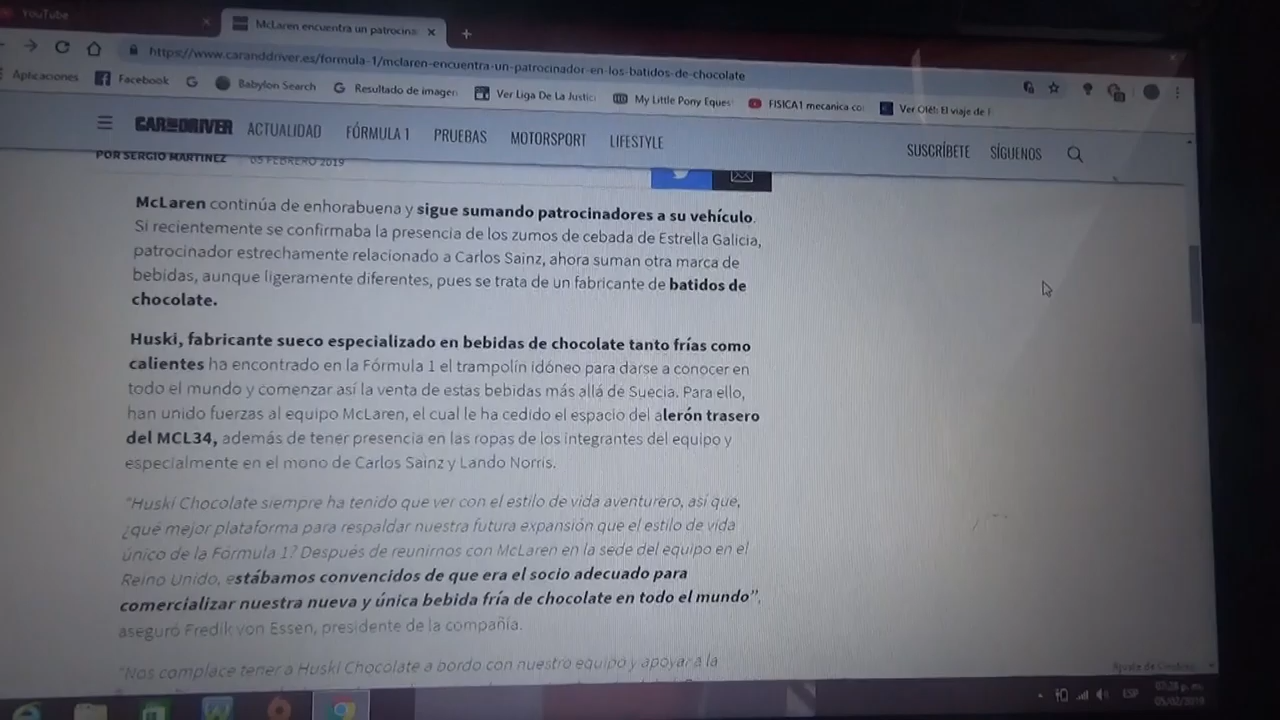 YouTube
McLaren encuentra un patrocina
https://www.caranddriver.es/formula-1/mclaren-encuentra-un-patrocinador-en-los-batidos-de-chocolate
Aplicaciones Facebook Babylon Search Resultado de imagen Ver Liga De La Justici My Little Pony Eques FISICA1 mecanica co Ver Olé!: El viaje de
CAR AND DRIVER ACTUALIDAD FÓRMULA 1 PRUEBAS MOTORSPORT LIFESTYLE SUSCRÍBETE SÍGUENOS
POR SERGIO MARTINEZ 05 FEBRERO 2019
McLaren continúa de enhorabuena y sigue sumando patrocinadores a su vehículo.
Si recientemente se confirmaba la presencia de los zumos de cebada de Estrella Galicia,
patrocinador estrechamente relacionado a Carlos Sainz, ahora suman otra marca de
bebidas, aunque ligeramente diferentes, pues se trata de un fabricante de batidos de
chocolate.
Huski, fabricante sueco especializado en bebidas de chocolate tanto frías como
calientes ha encontrado en la Fórmula 1 el trampolín idóneo para darse a conocer en
todo el mundo y comenzar así la venta de estas bebidas más allá de Suecia. Para ello,
han unido fuerzas al equipo McLaren, el cual le ha cedido el espacio del alerón trasero
del MCL34, además de tener presencia en las ropas de los integrantes del equipo y
especialmente en el mono de Carlos Sainz y Lando Norris.
“Huski Chocolate siempre ha tenido que ver con el estilo de vida aventurero, así que,
¿qué mejor plataforma para respaldar nuestra futura expansión que el estilo de vida
único de la Fórmula 1? Después de reunirnos con McLaren en la sede del equipo en el
Reino Unido, estábamos convencidos de que era el socio adecuado para
comercializar nuestra nueva y única bebida fría de chocolate en todo el mundo”,
aseguró Fredik von Essen, presidente de la compañía.
“Nos complace tener a Huski Chocolate a bordo con nuestro equipo y apoyar a la
ESP
05/02/2019